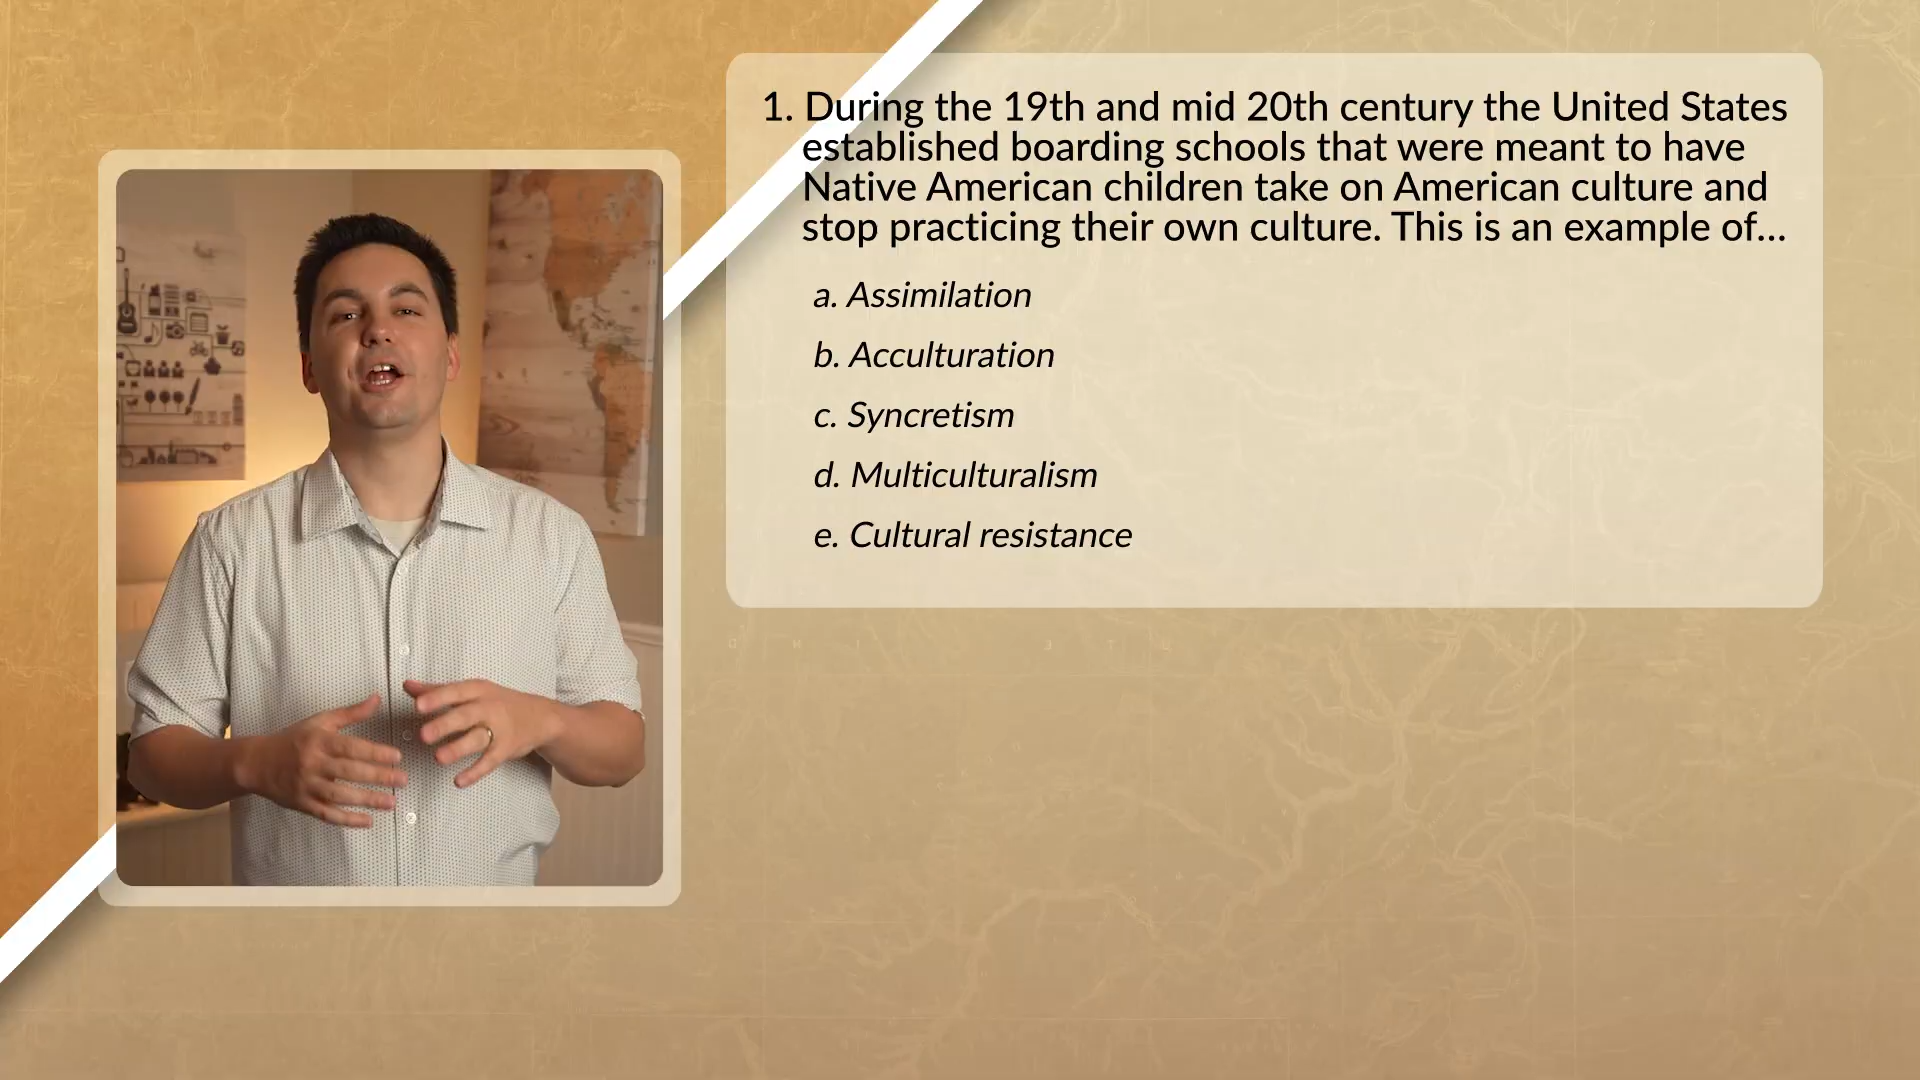 1. During the 19th and mid 20th century the United States
established boarding schools that were meant to have
Native American children take on American culture and
stop practicing their own culture. This is an example of...
a. Assimilation
b. Acculturation
c. Syncretism
d. Multiculturalism
e. Cultural resistance